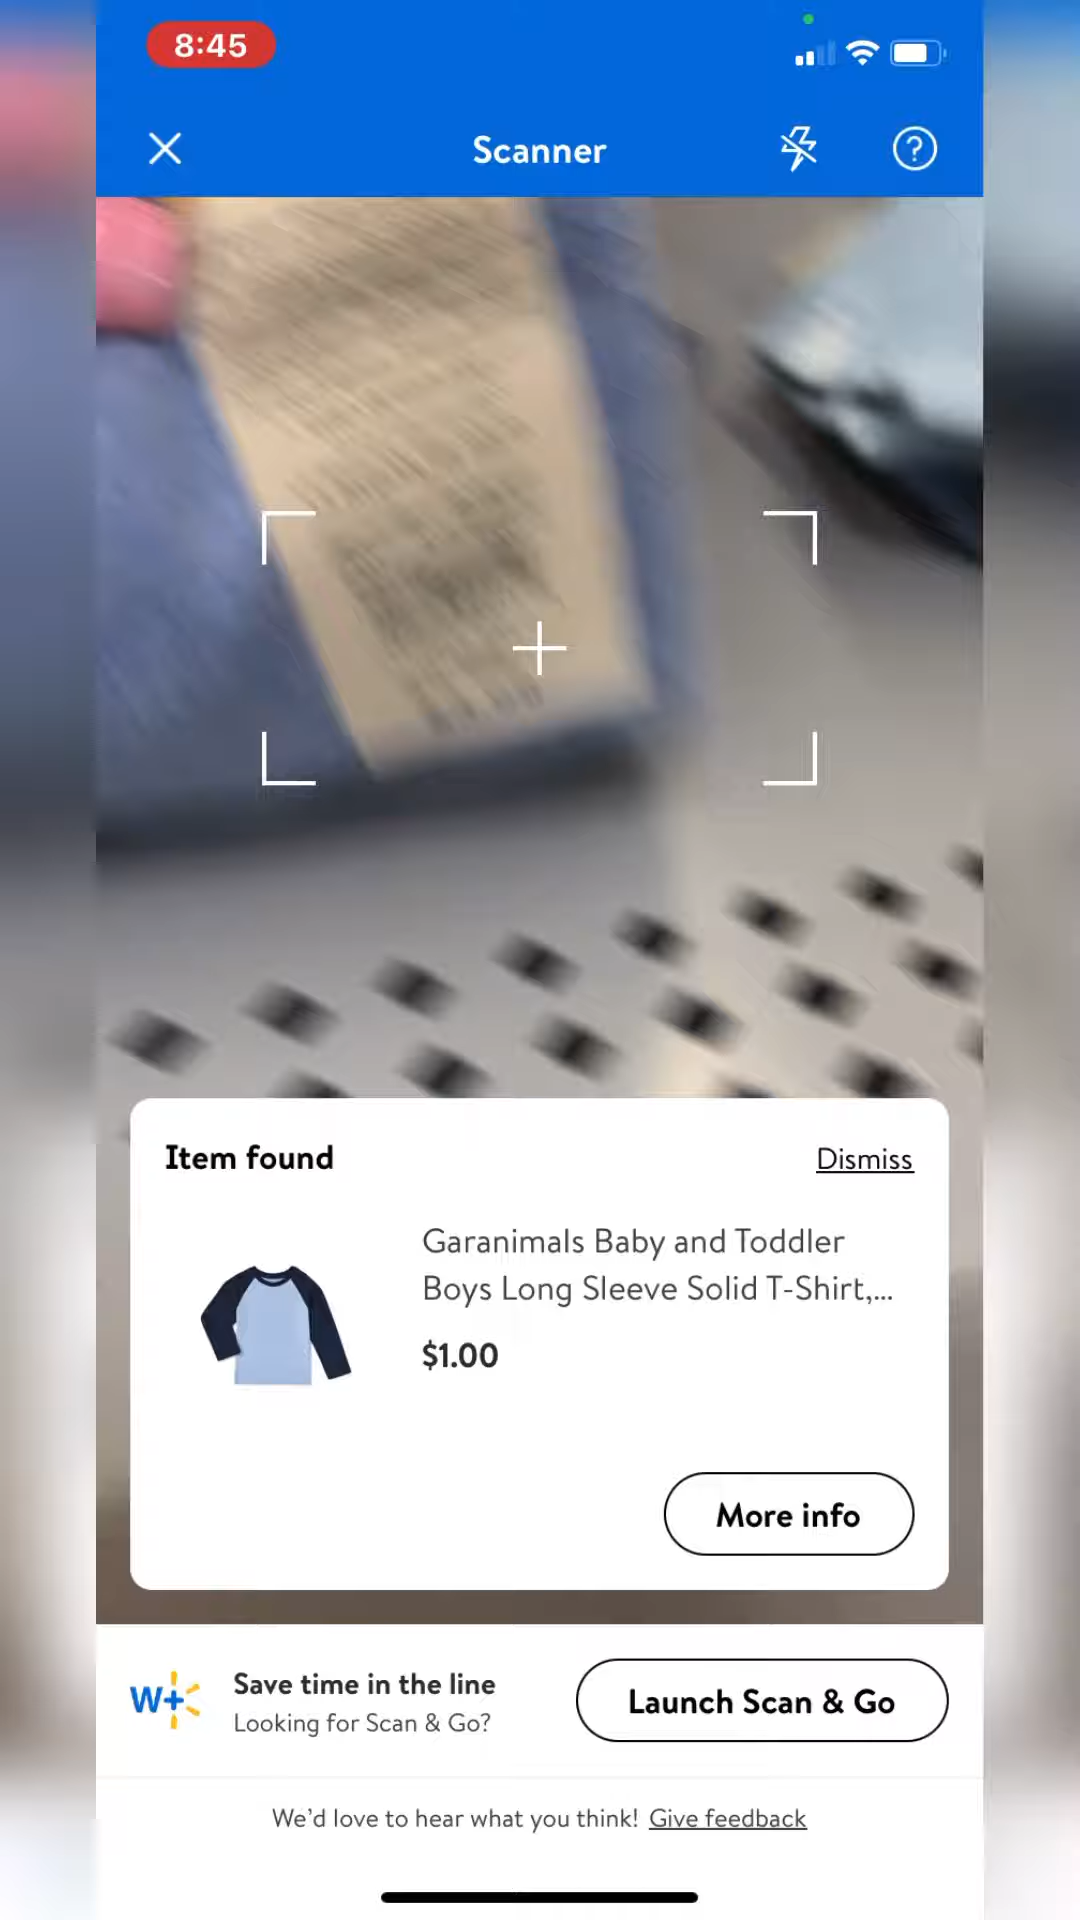 8:45
Scanner
Item found
Dismiss
Garanimals Baby and Toddler
Boys Long Sleeve Solid T-Shirt,...
$1.00
More info
W+
Save time in the line
Looking for Scan & Go?
Launch Scan & Go
We'd love to hear what you think! Give feedback